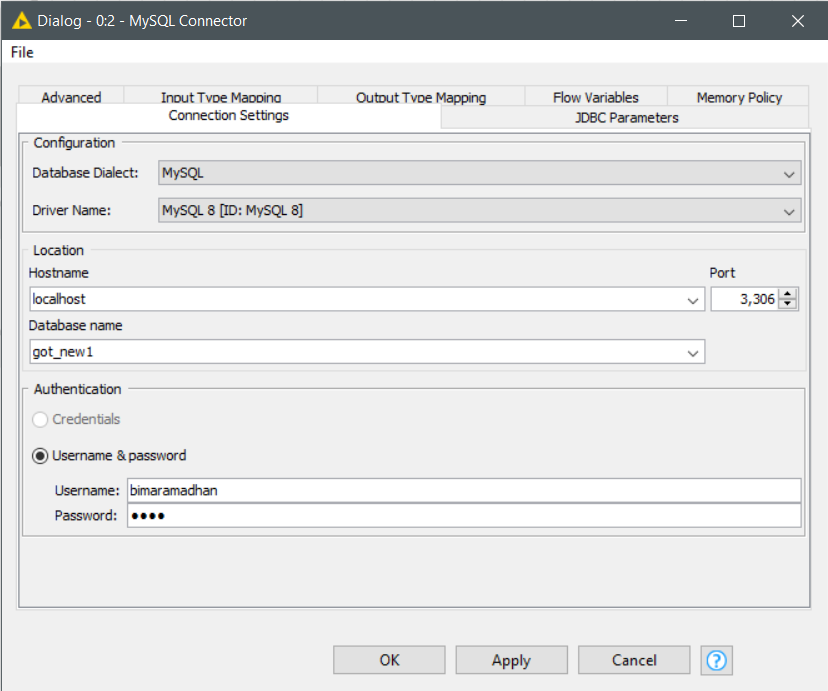 Dialog - 0:2 - MySQL Connector
File
Advanced Input Type Mapping Output Type Mapping Flow Variables Memory Policy
Connection Settings JDBC Parameters
Configuration
Database Dialect: MySQL
Driver Name: MySQL 8 [ID: MySQL 8]
Location
Hostname Port
localhost 3,306
Database name
got_new1
Authentication
Credentials
Username & password
Username: bimaramadhan
Password: ●●●●
OK Apply Cancel ?